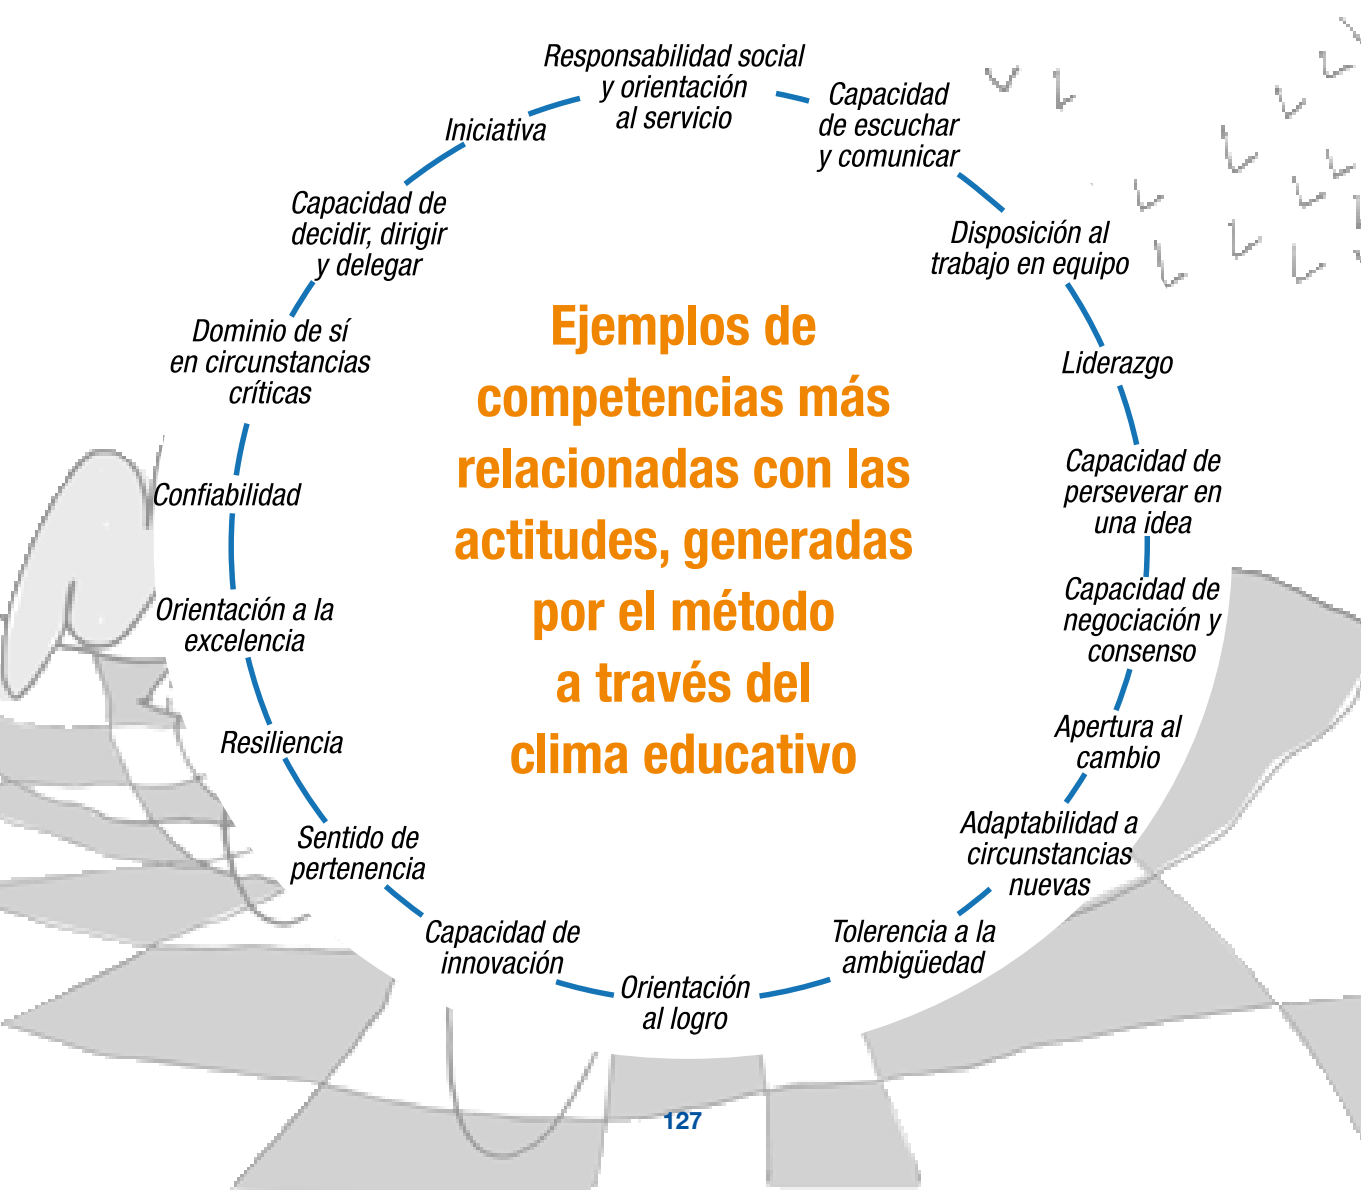 Responsabilidad social
y orientación
al servicio
Capacidad
de escuchar
y comunicar
Disposición al
trabajo en equipo
Liderazgo
Capacidad de
perseverar en
una idea
Capacidad de
negociación y
consenso
Apertura al
cambio
Adaptabilidad a
circunstancias
nuevas
Tolerencia a la
ambigüedad
Orientación
al logro
Capacidad de
innovación
Sentido de
pertenencia
Resiliencia
Orientación a la
excelencia
Confiabilidad
Dominio de sí
en circunstancias
críticas
Capacidad de
decidir, dirigir
y delegar
Iniciativa
Ejemplos de
competencias más
relacionadas con las
actitudes, generadas
por el método
a través del
clima educativo
127